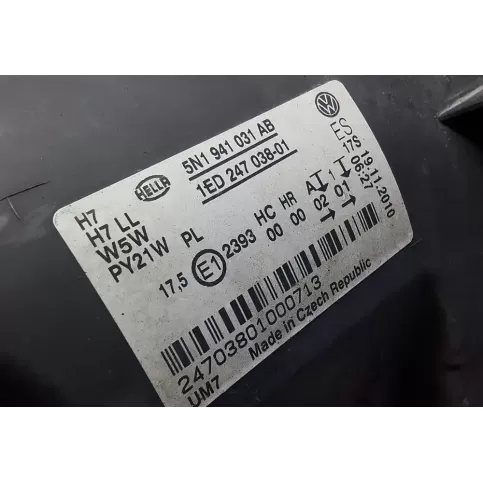 HELLA
5N1 941 031 AB
1ED 247 038-01
ES
17S 19.11.2010
06:27
H7
H7 LL
W5W
PY21W PL
17,5 E1 2393 HC HR A 1
00 00 02 01
24703801000713
UM7 Made in Czech Republic